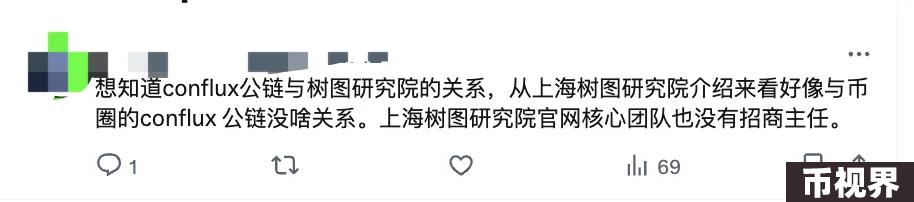 想知道conflux公链与树图研究院的关系，从上海树图研究院介绍来看好像与币
圈的conflux 公链没啥关系。上海树图研究院官网核心团队也没有招商主任。
1
69
币视界